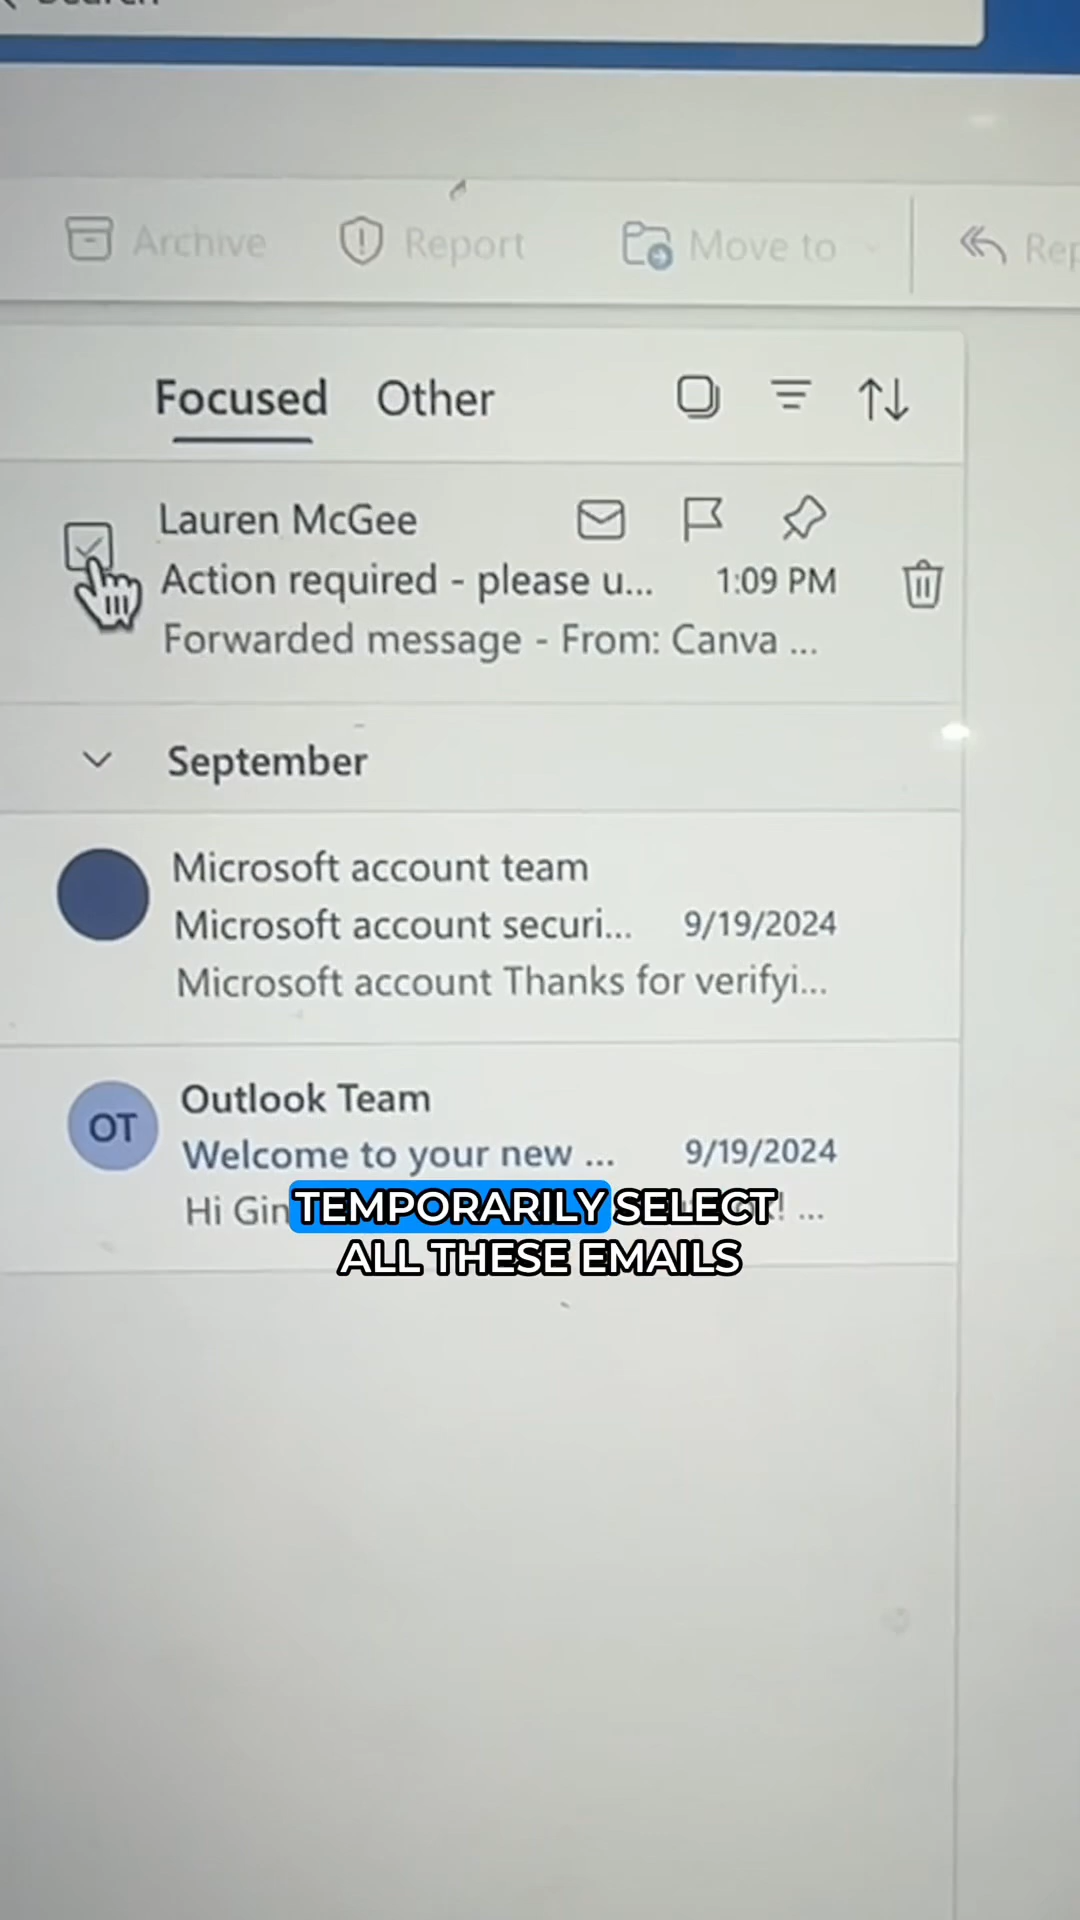 Search
Archive Report Move to
Focused Other
Lauren McGee
Action required - please u... 1:09 PM
Forwarded message - From: Canva ...
September
Microsoft account team
Microsoft account securi... 9/19/2024
Microsoft account Thanks for verifyi...
OT Outlook Team
Welcome to your new ... 9/19/2024
Hi Gin ! ...
TEMPORARILY SELECT
ALL THESE EMAILS